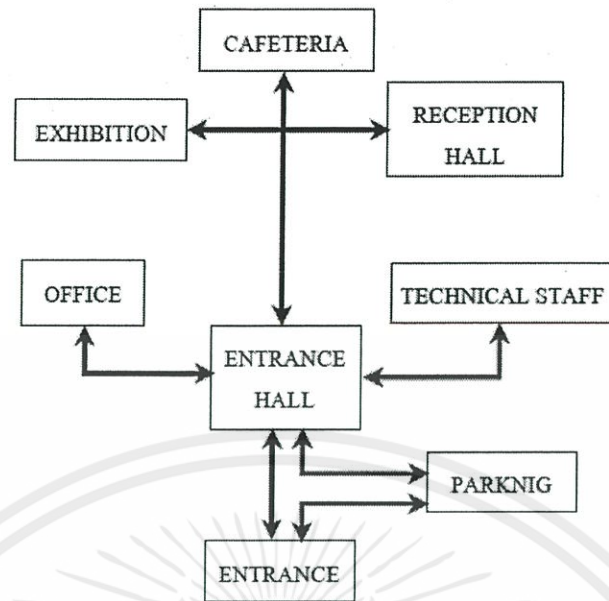 CAFETERIA
EXHIBITION
RECEPTION
HALL
OFFICE
TECHNICAL STAFF
ENTRANCE
HALL
PARKNIG
ENTRANCE